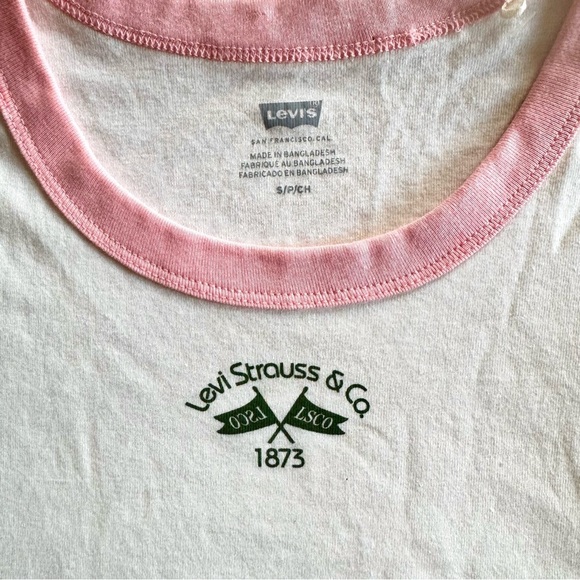 Levi's
SAN FRANCISCO, CAL
MADE IN BANGLADESH
FABRIQUÉ AU BANGLADESH
FABRICADO EN BANGLADESH
S/P/CH
Levi Strauss & Co.
LSCO LSCO
1873